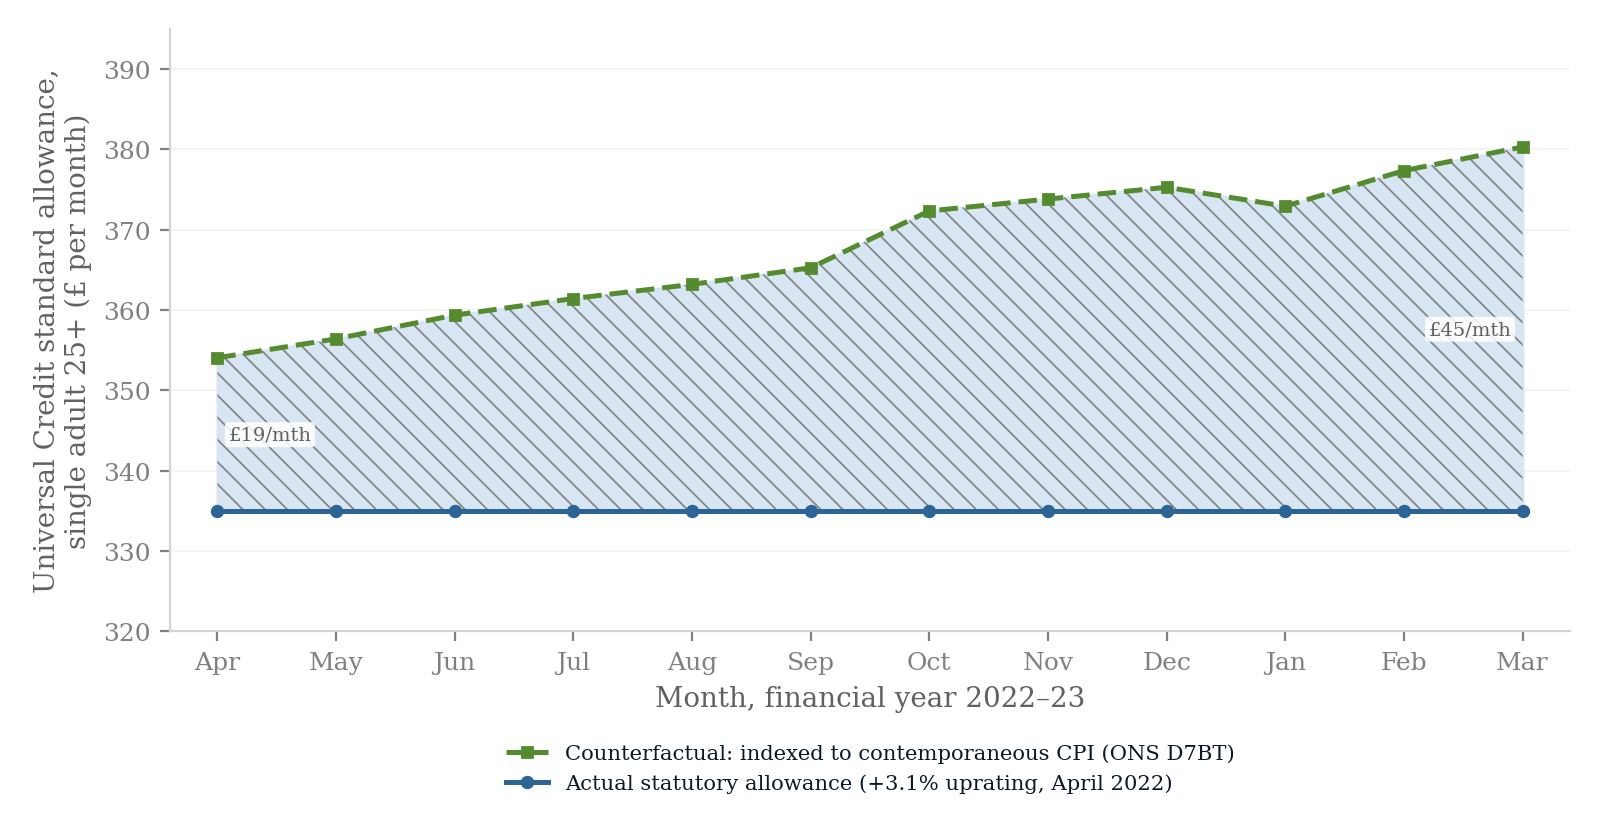 Universal Credit standard allowance,
single adult 25+ (£ per month)
390
380
370
360
350
340
330
320
£19/mth
£45/mth
Apr May Jun Jul Aug Sep Oct Nov Dec Jan Feb Mar
Month, financial year 2022–23
Counterfactual: indexed to contemporaneous CPI (ONS D7BT)
Actual statutory allowance (+3.1% uprating, April 2022)